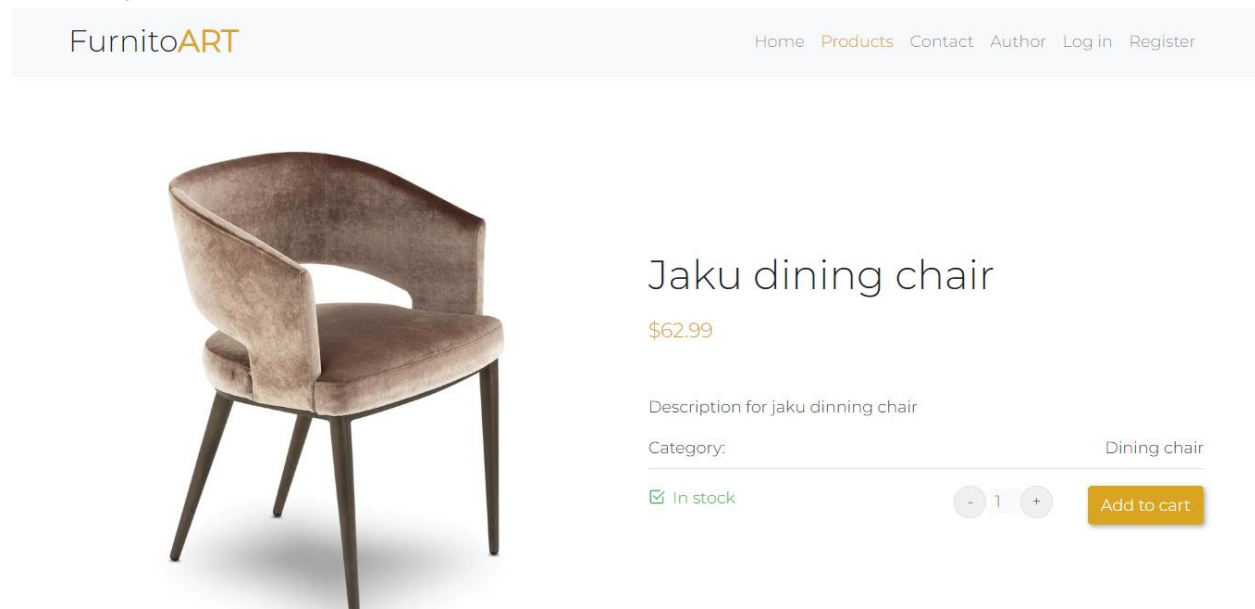 FurnitoART
Home Products Contact Author Log in Register
Jaku dining chair
$62.99
Description for jaku dinning chair
Category: Dining chair
In stock - 1 + Add to cart